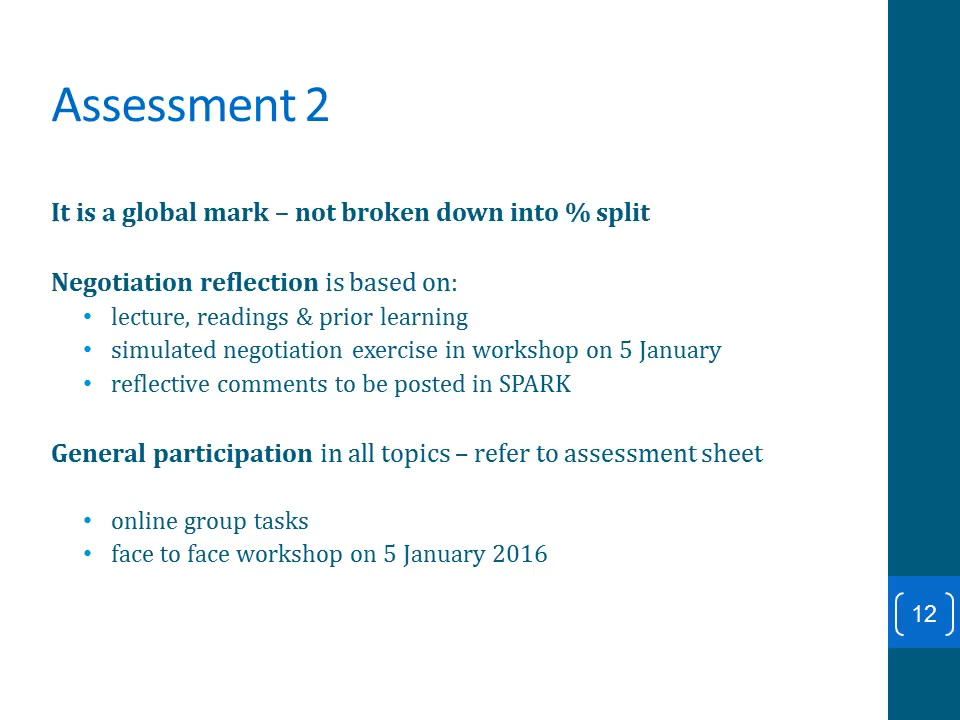 Assessment 2
It is a global mark – not broken down into % split
Negotiation reflection is based on:
• lecture, readings & prior learning
• simulated negotiation exercise in workshop on 5 January
• reflective comments to be posted in SPARK
General participation in all topics – refer to assessment sheet
• online group tasks
• face to face workshop on 5 January 2016
12